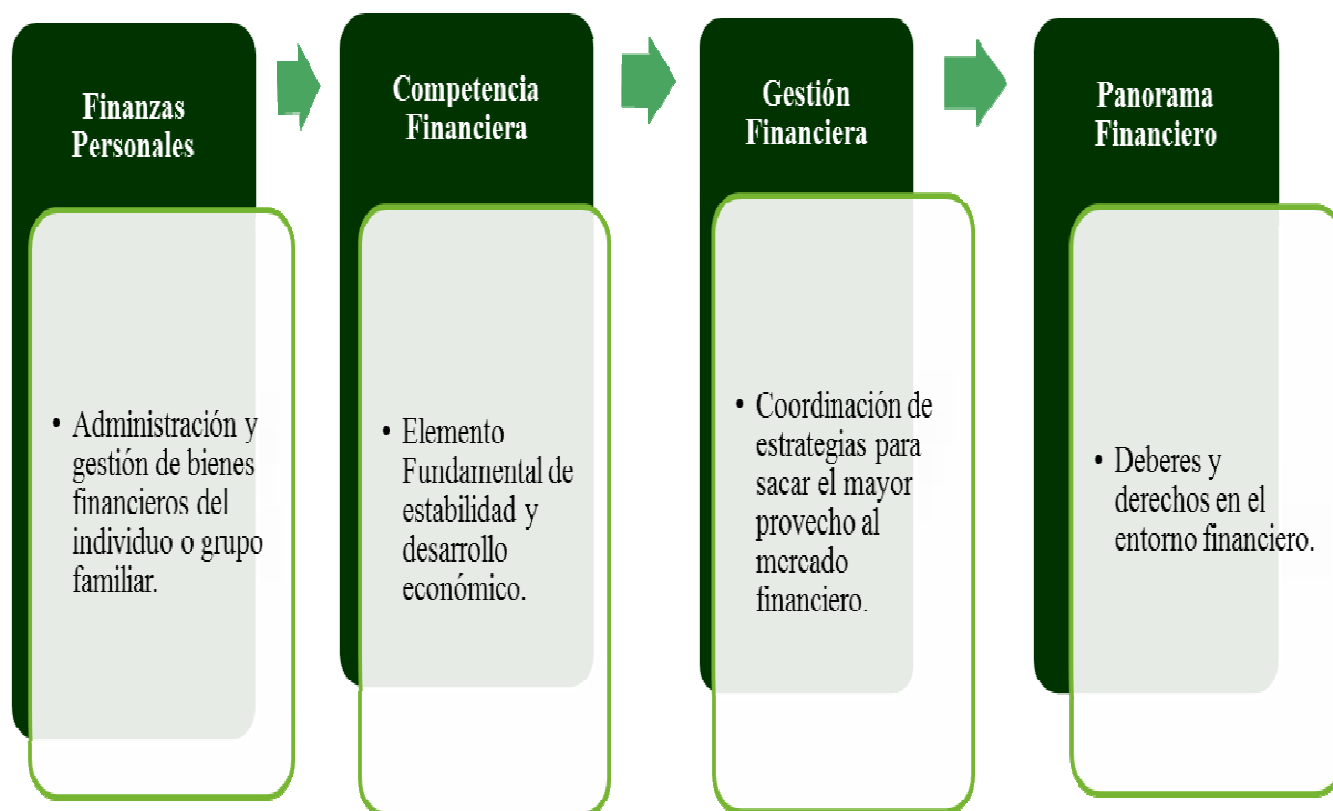 Finanzas
Personales
• Administración y
gestión de bienes
financieros del
individuo o grupo
familiar.
Competencia
Financiera
• Elemento
Fundamental de
estabilidad y
desarrollo
económico.
Gestión
Financiera
• Coordinación de
estrategias para
sacar el mayor
provecho al
mercado
financiero.
Panorama
Financiero
• Deberes y
derechos en el
entorno financiero.